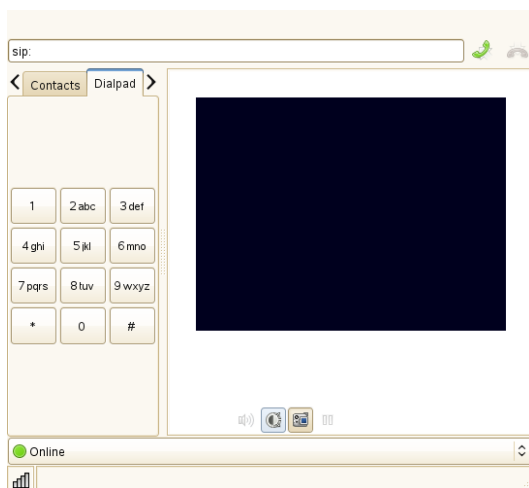 sip:
Contacts Dialpad
1 2 abc 3 def
4 ghi 5 jkl 6 mno
7 pqrs 8 tuv 9 wxyz
* 0 #
Online